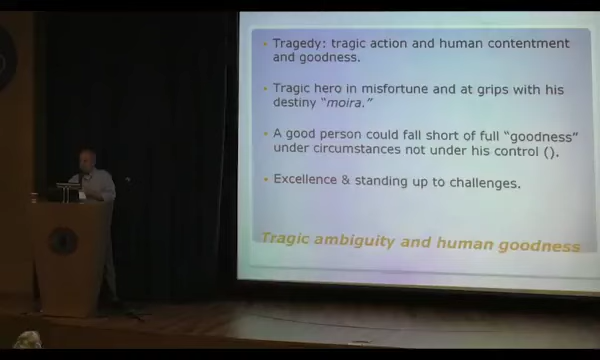 • Tragedy: tragic action and human contentment
and goodness.
• Tragic hero in misfortune and at grips with his
destiny “moira.”
• A good person could fall short of full “goodness”
under circumstances not under his control ().
• Excellence & standing up to challenges.
Tragic ambiguity and human goodness